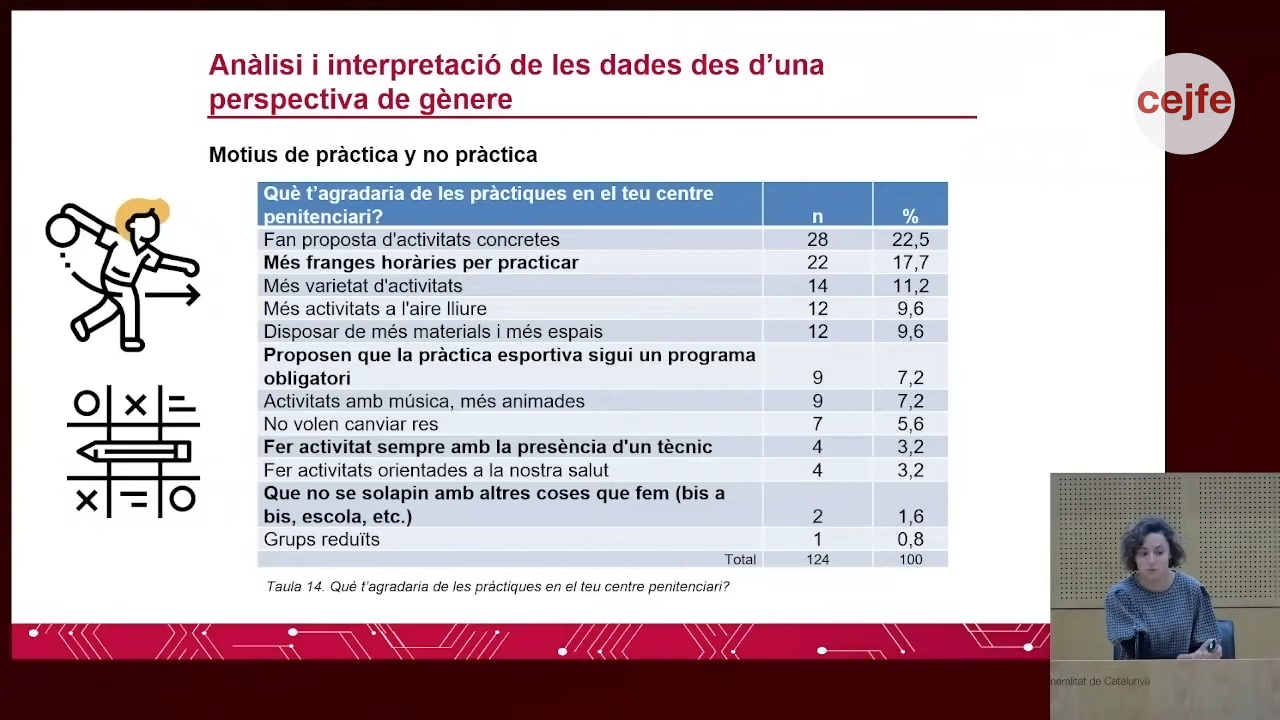 Anàlisi i interpretació de les dades des d’una
perspectiva de gènere
cejfe
Motius de pràctica y no pràctica
Què t’agradaria de les pràctiques en el teu centre
penitenciari? n %
Fan proposta d'activitats concretes 28 22,5
Més franges horàries per practicar 22 17,7
Més varietat d'activitats 14 11,2
Més activitats a l'aire lliure 12 9,6
Disposar de més materials i més espais 12 9,6
Proposen que la pràctica esportiva sigui un programa
obligatori 9 7,2
Activitats amb música, més animades 9 7,2
No volen canviar res 7 5,6
Fer activitat sempre amb la presència d'un tècnic 4 3,2
Fer activitats orientades a la nostra salut 4 3,2
Que no se solapin amb altres coses que fem (bis a
bis, escola, etc.) 2 1,6
Grups reduïts 1 0,8
Total 124 100
Taula 14. Què t’agradaria de les pràctiques en el teu centre penitenciari?
neralitat de Catalunya